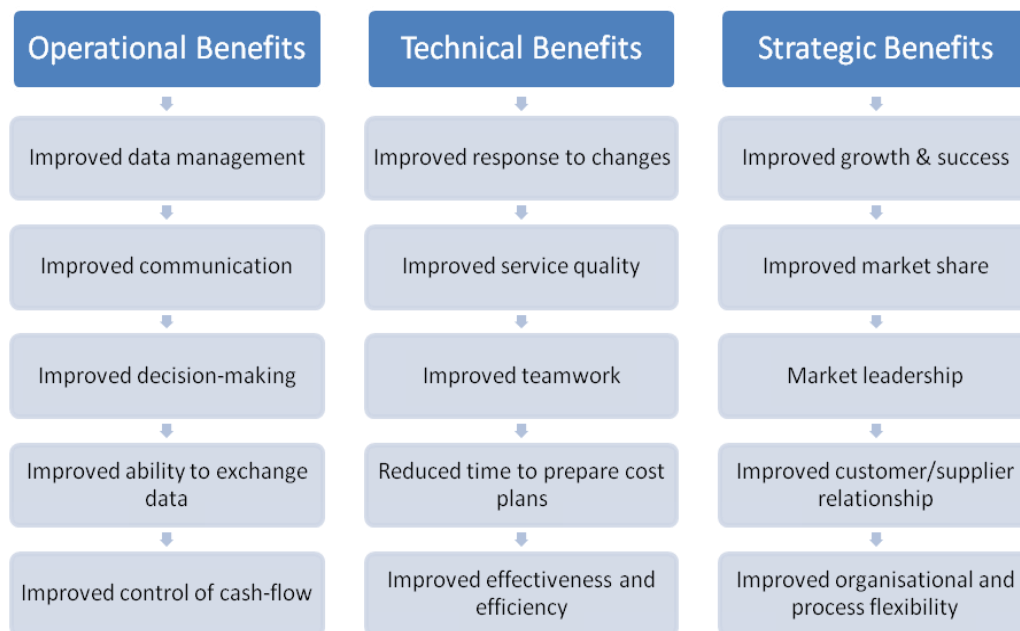 Operational Benefits
Improved data management
Improved communication
Improved decision-making
Improved ability to exchange
data
Improved control of cash-flow
Technical Benefits
Improved response to changes
Improved service quality
Improved teamwork
Reduced time to prepare cost
plans
Improved effectiveness and
efficiency
Strategic Benefits
Improved growth & success
Improved market share
Market leadership
Improved customer/supplier
relationship
Improved organisational and
process flexibility